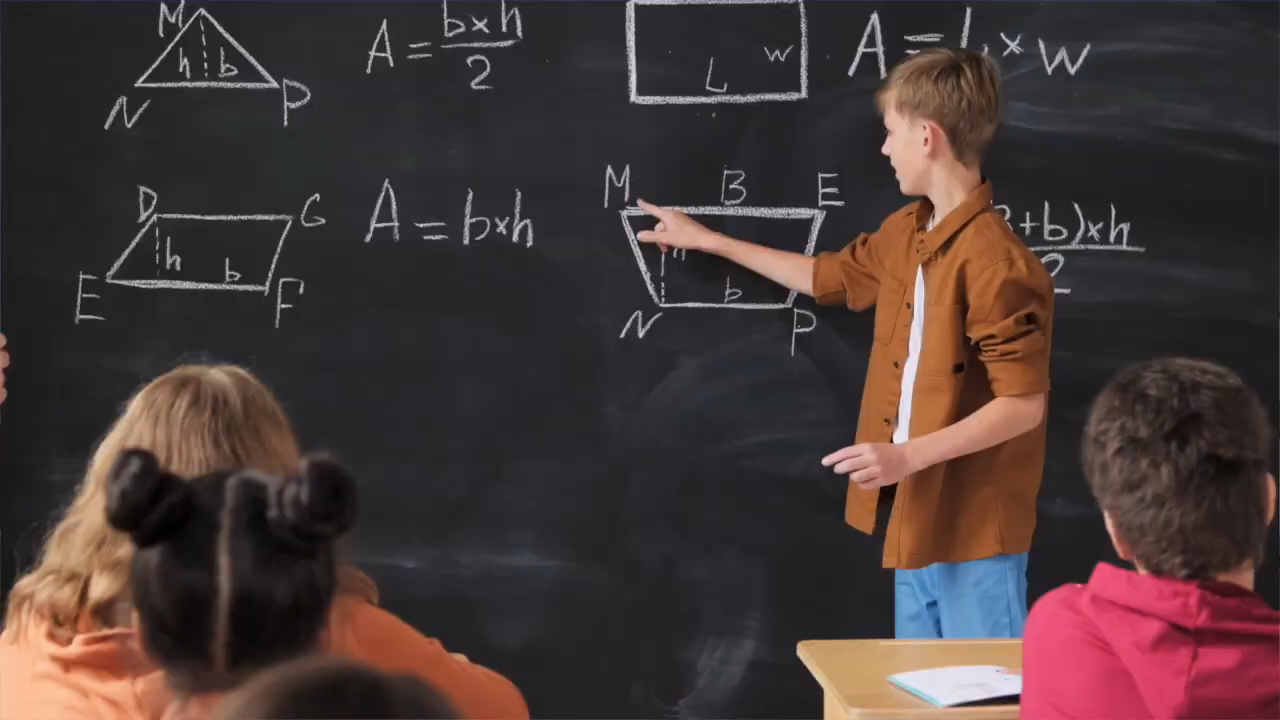 M
h b
N P
A = b×h
2
w
L
A = L × w
D G
h
b
E F
A = b×h
M B E
h
b
N P
+b)×h
2